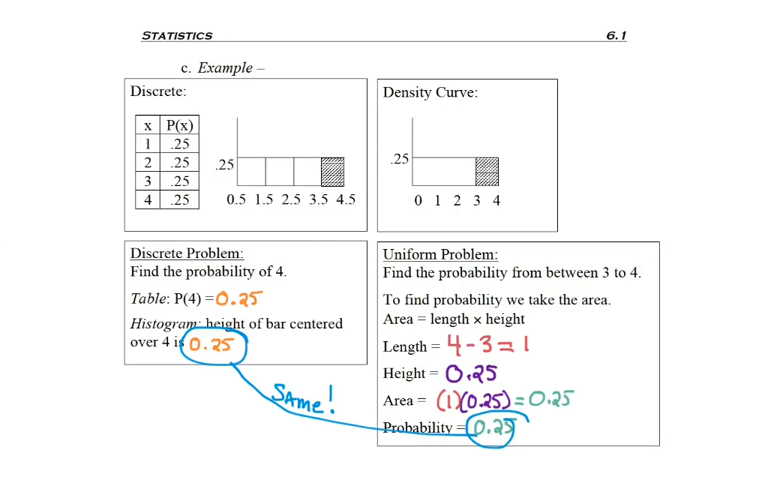 STATISTICS 6.1
c. Example –
Discrete:
x P(x)
1 .25
2 .25
3 .25
4 .25
.25
0.5 1.5 2.5 3.5 4.5
Density Curve:
.25
0 1 2 3 4
Discrete Problem:
Find the probability of 4.
Table: P(4) = 0.25
Histogram: height of bar centered
over 4 is 0.25
SAME!
Uniform Problem:
Find the probability from between 3 to 4.
To find probability we take the area.
Area = length × height
Length = 4 - 3 = 1
Height = 0.25
Area = (1)(0.25) = 0.25
Probability = 0.25